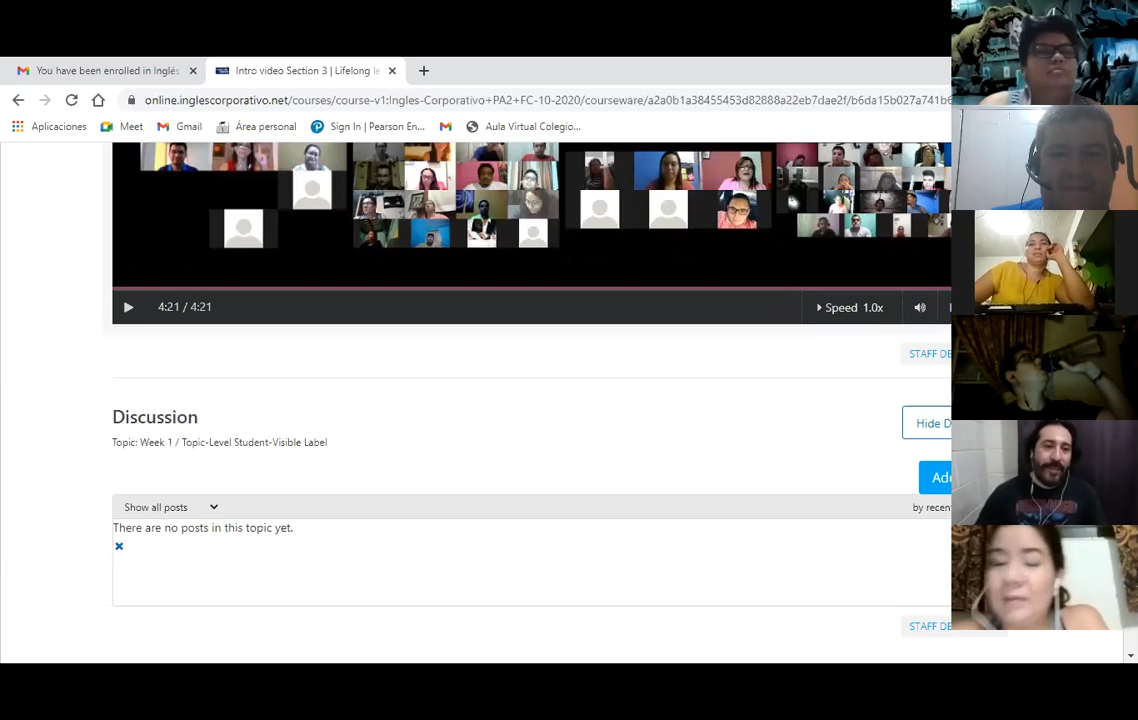 You have been enrolled in Inglés
Intro video Section 3 | Lifelong le
online.inglescorporativo.net/courses/course-v1:Ingles-Corporativo+PA2+FC-10-2020/courseware/a2a0b1a38455453d82888a22eb7dae2f/b6da15b027a741b6
Aplicaciones
Meet
Gmail
Área personal
Sign In | Pearson En...
Aula Virtual Colegio...
4:21 / 4:21
Speed 1.0x
STAFF DE
Discussion
Hide D
Topic: Week 1 / Topic-Level Student-Visible Label
Add
Show all posts
by recen
There are no posts in this topic yet.
STAFF DE